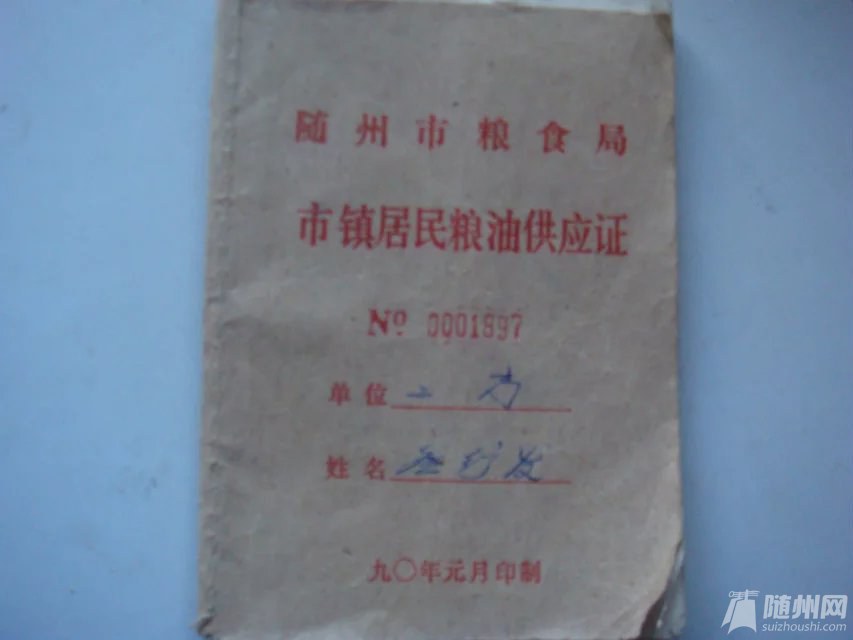 随州市粮食局
市镇居民粮油供应证
№ 0001897
单位
姓名
九〇年元月印制
随州网
suizhoushi.com